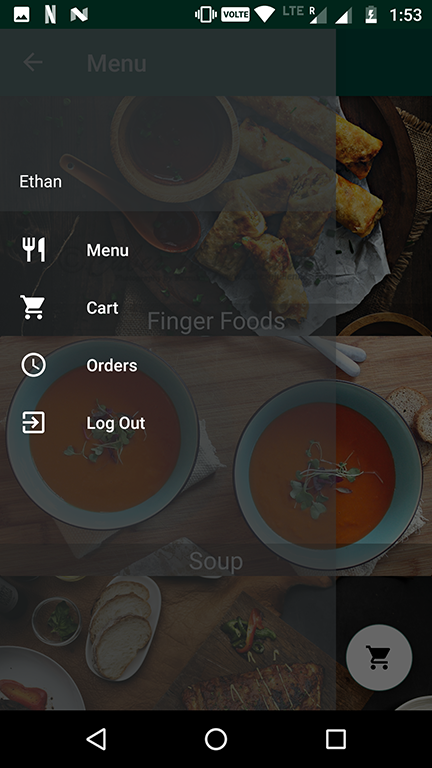 VOLTE LTE R 1:53
Menu
Ethan
Menu
Cart
Finger Foods
Orders
Log Out
Soup